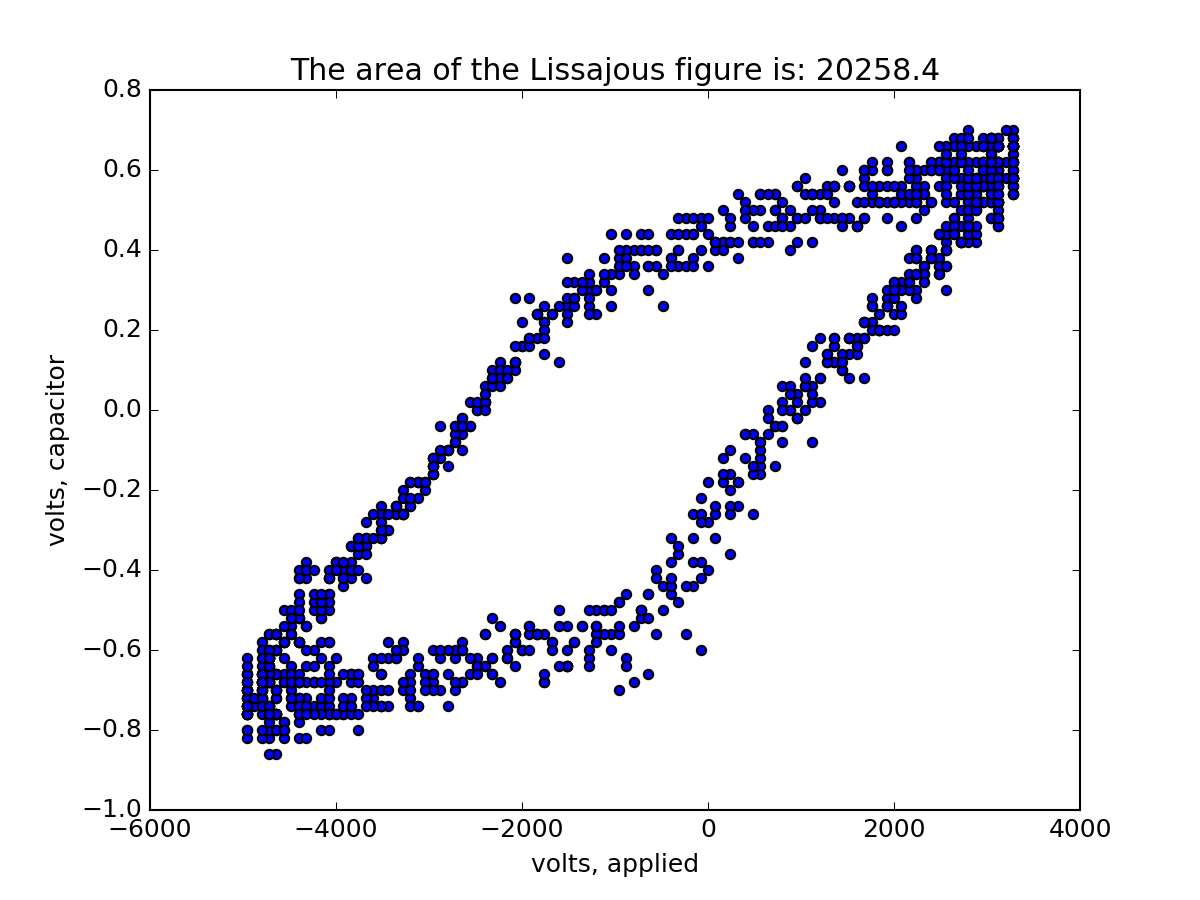 The area of the Lissajous figure is: 20258.4
0.8
0.6
0.4
0.2
0.0
−0.2
−0.4
−0.6
−0.8
−1.0
volts, capacitor
−6000 −4000 −2000 0 2000 4000
volts, applied